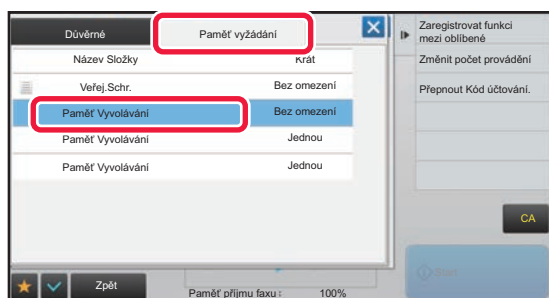 Důvěrné
Paměť vyžádání
Název Složky
Krát
Veřej.Schr.
Bez omezení
Paměť Vyvolávání
Bez omezení
Paměť Vyvolávání
Jednou
Paměť Vyvolávání
Jednou
Zpět
Paměť příjmu faxu:
100%
Zaregistrovat funkci
mezi oblíbené
Změnit počet provádění
Přepnout Kód účtování.
CA
Start